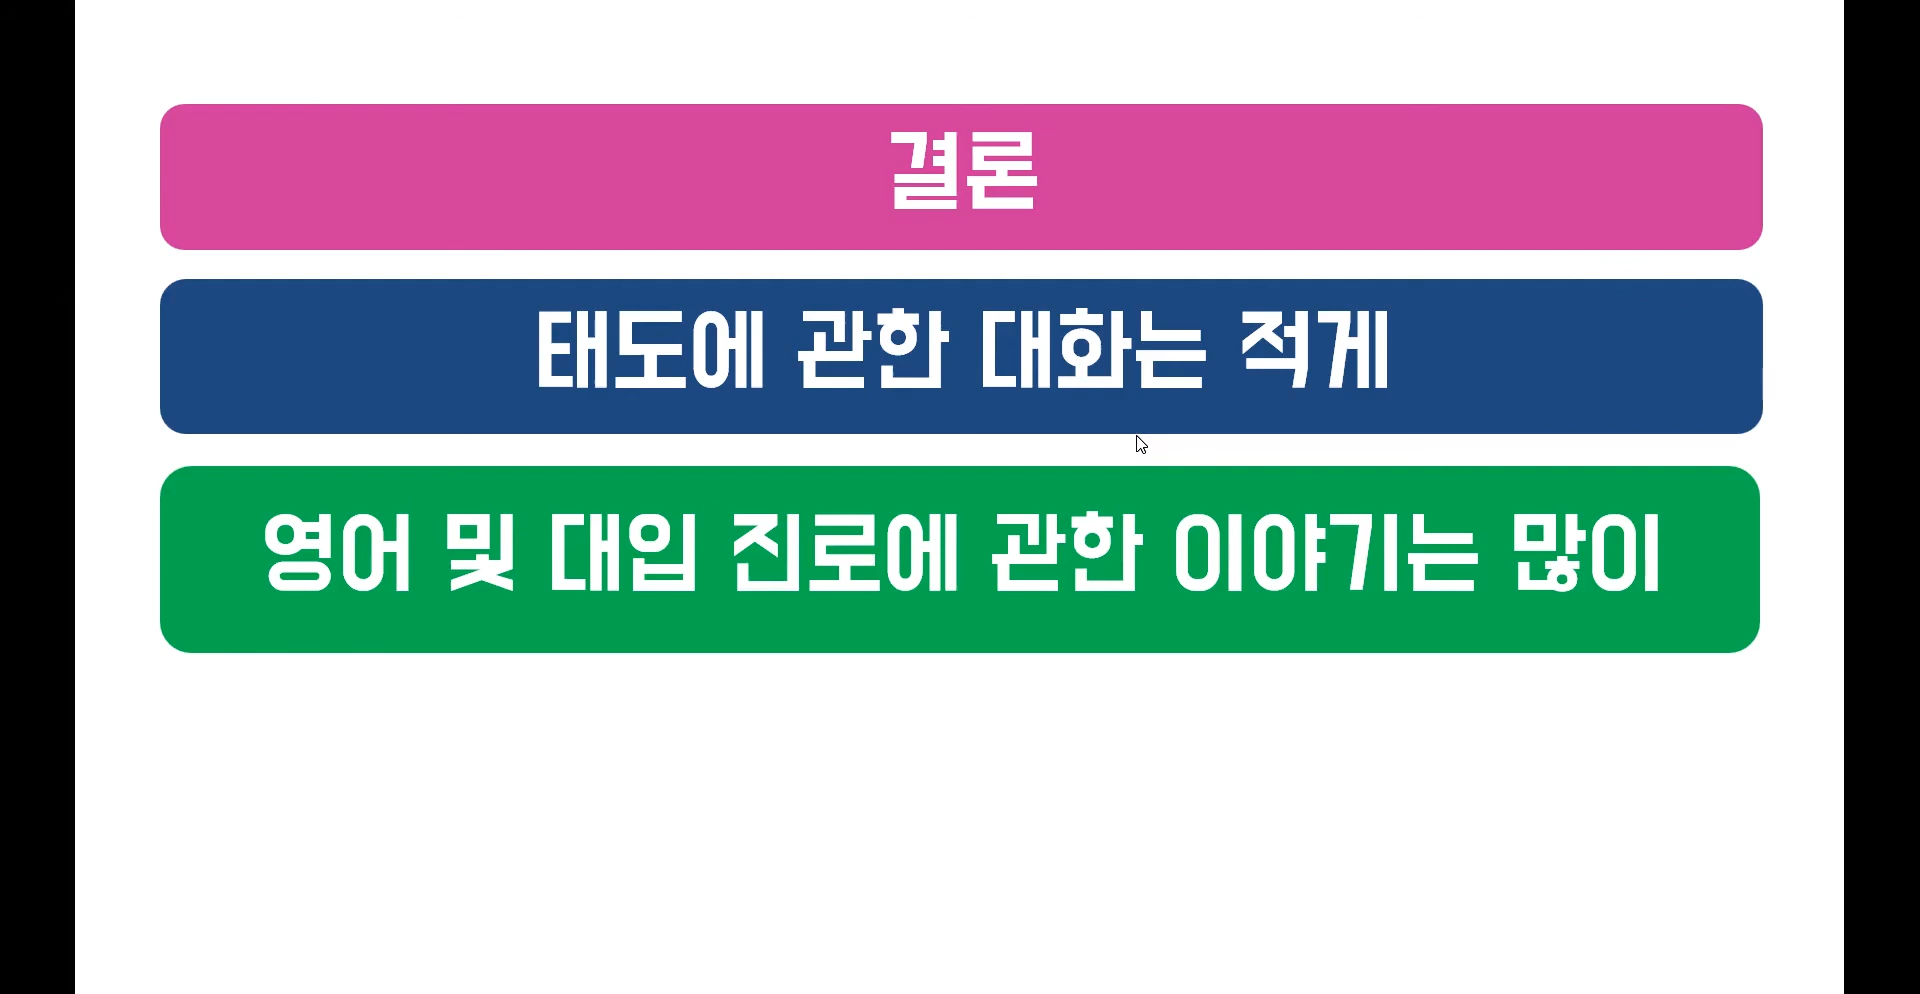 결론
태도에 관한 대화는 적게
영어 및 대입 진로에 관한 이야기는 많이